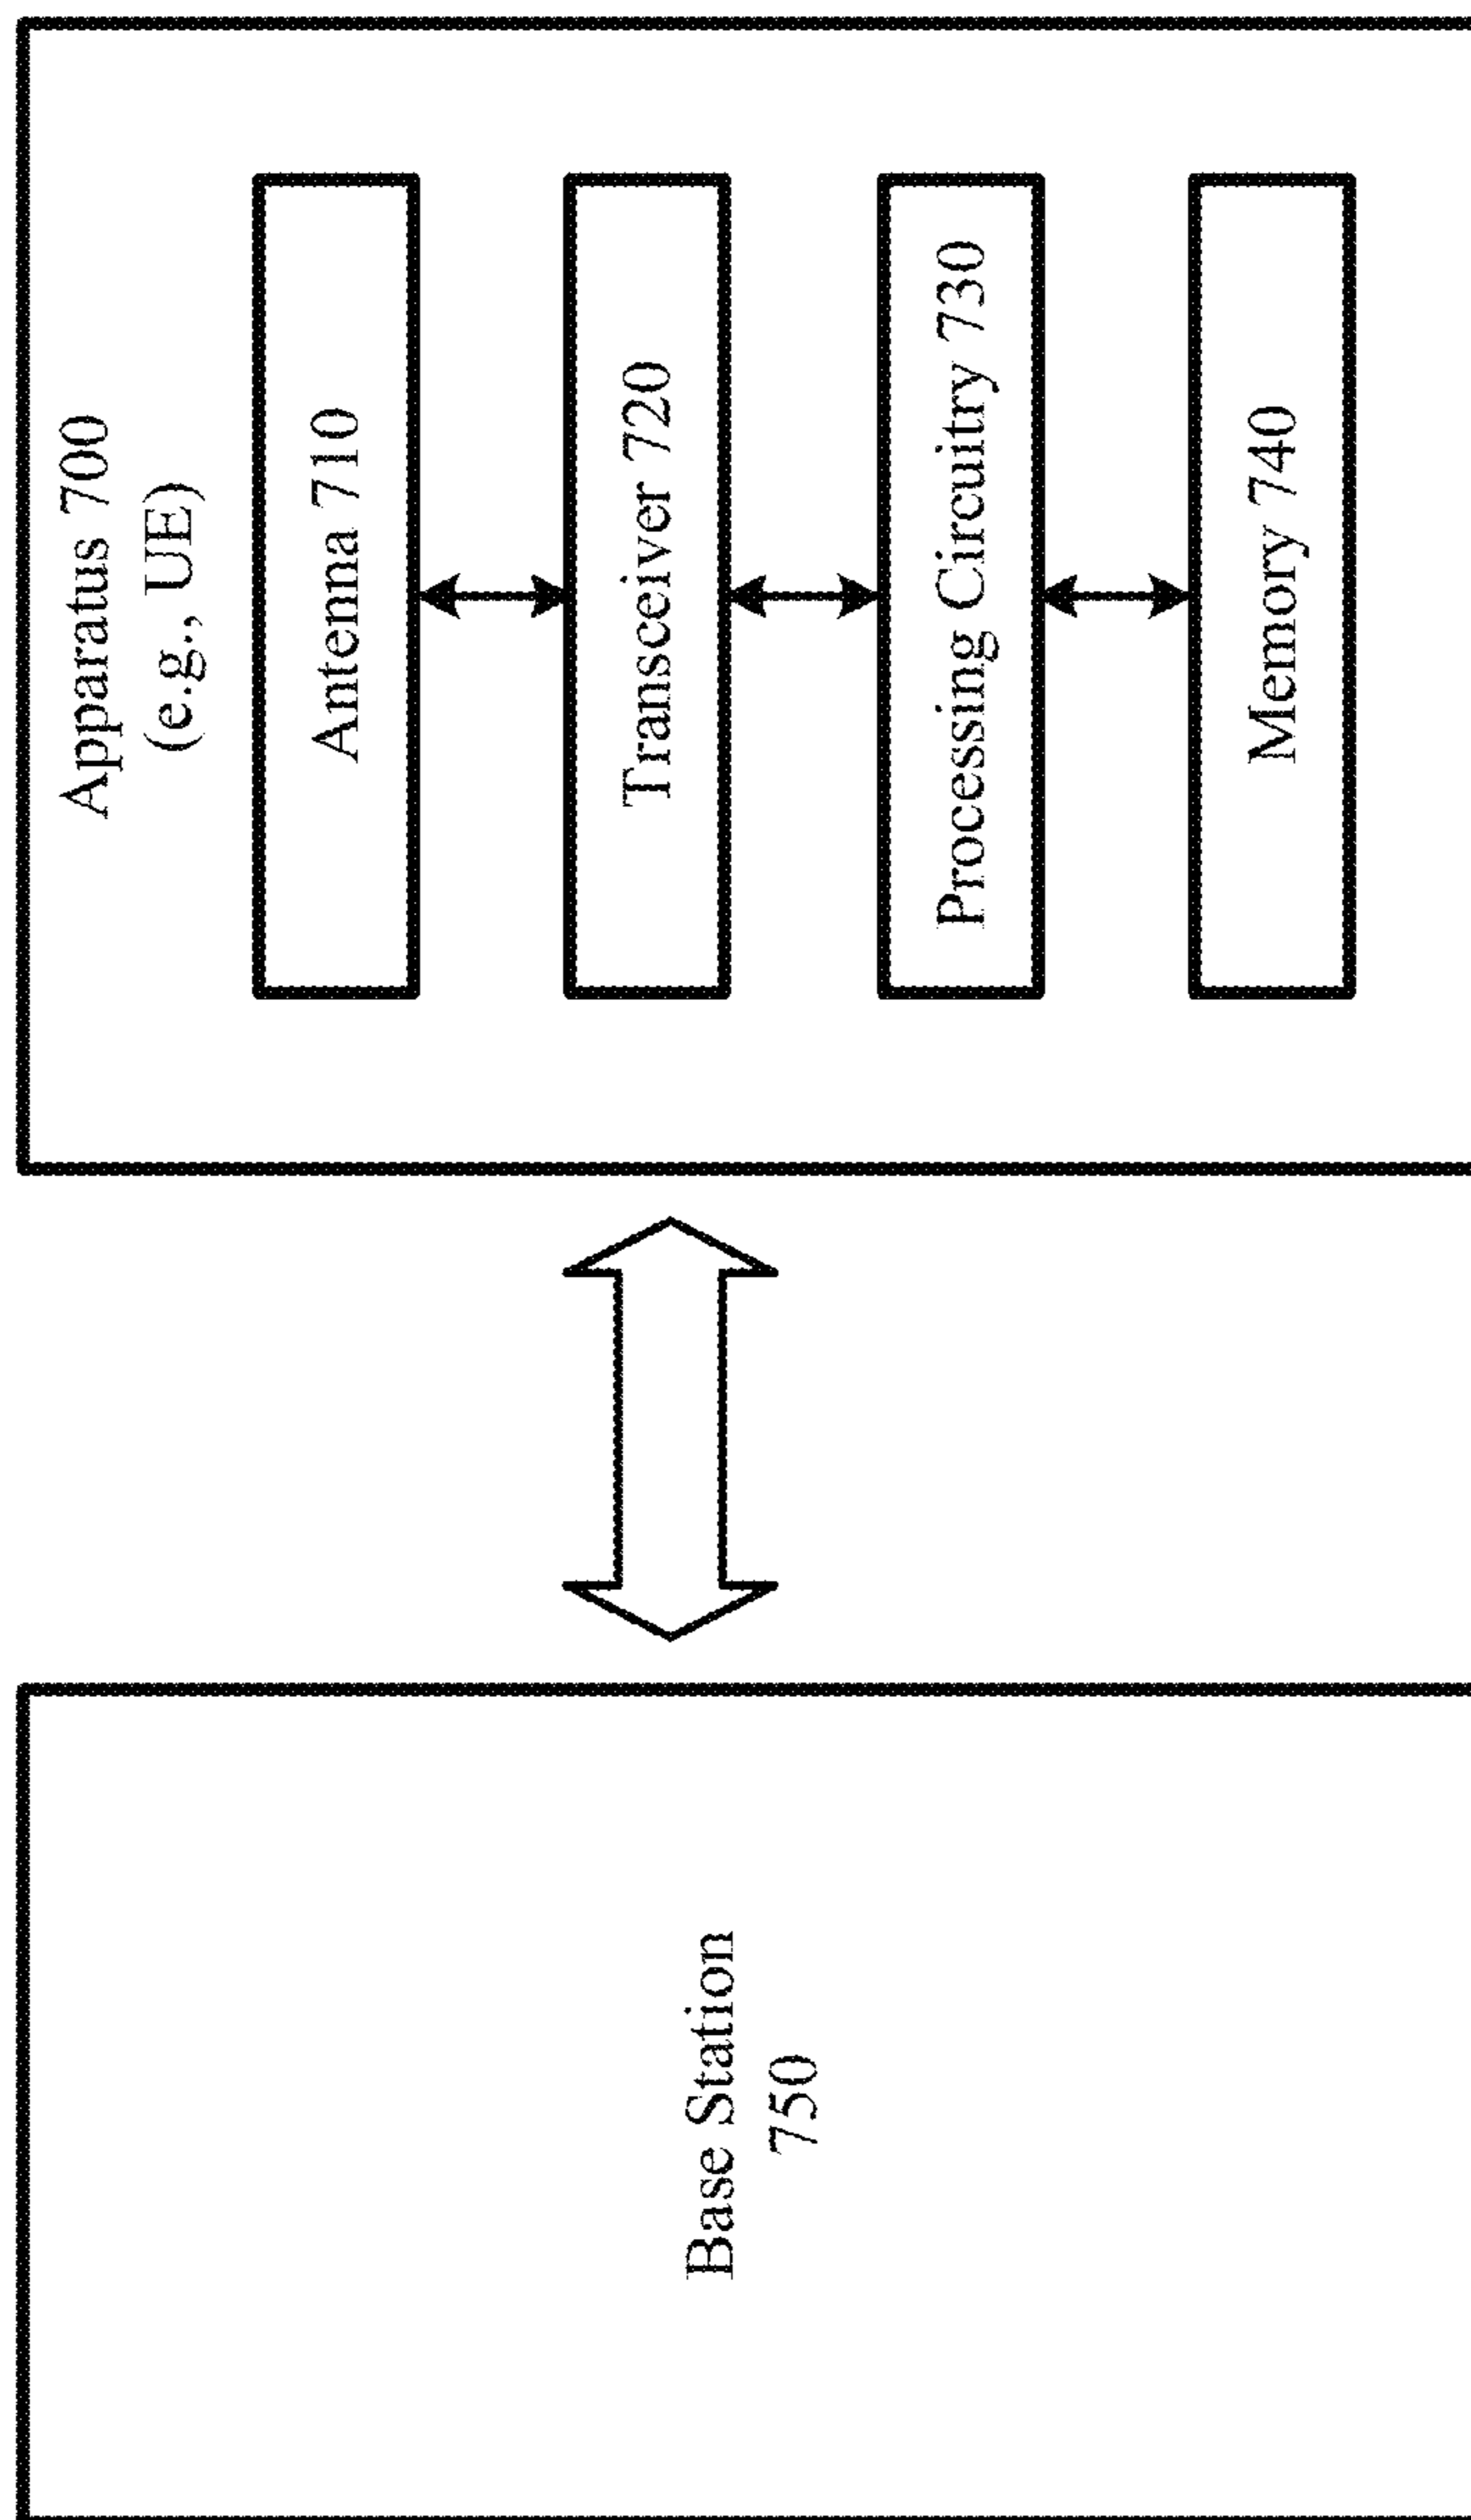 Base Station
750
Apparatus 700
(e.g., UE)
Antenna 710
Transceiver 720
Processing Circuitry 730
Memory 740